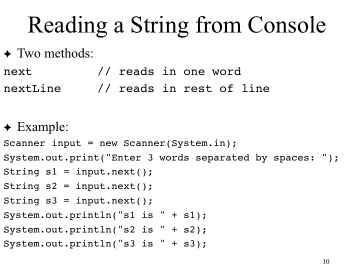 Reading a String from Console
✦ Two methods:
next // reads in one word
nextLine // reads in rest of line
✦ Example:
Scanner input = new Scanner(System.in);
System.out.print("Enter 3 words separated by spaces: ");
String s1 = input.next();
String s2 = input.next();
String s3 = input.next();
System.out.println("s1 is " + s1);
System.out.println("s2 is " + s2);
System.out.println("s3 is " + s3);
10